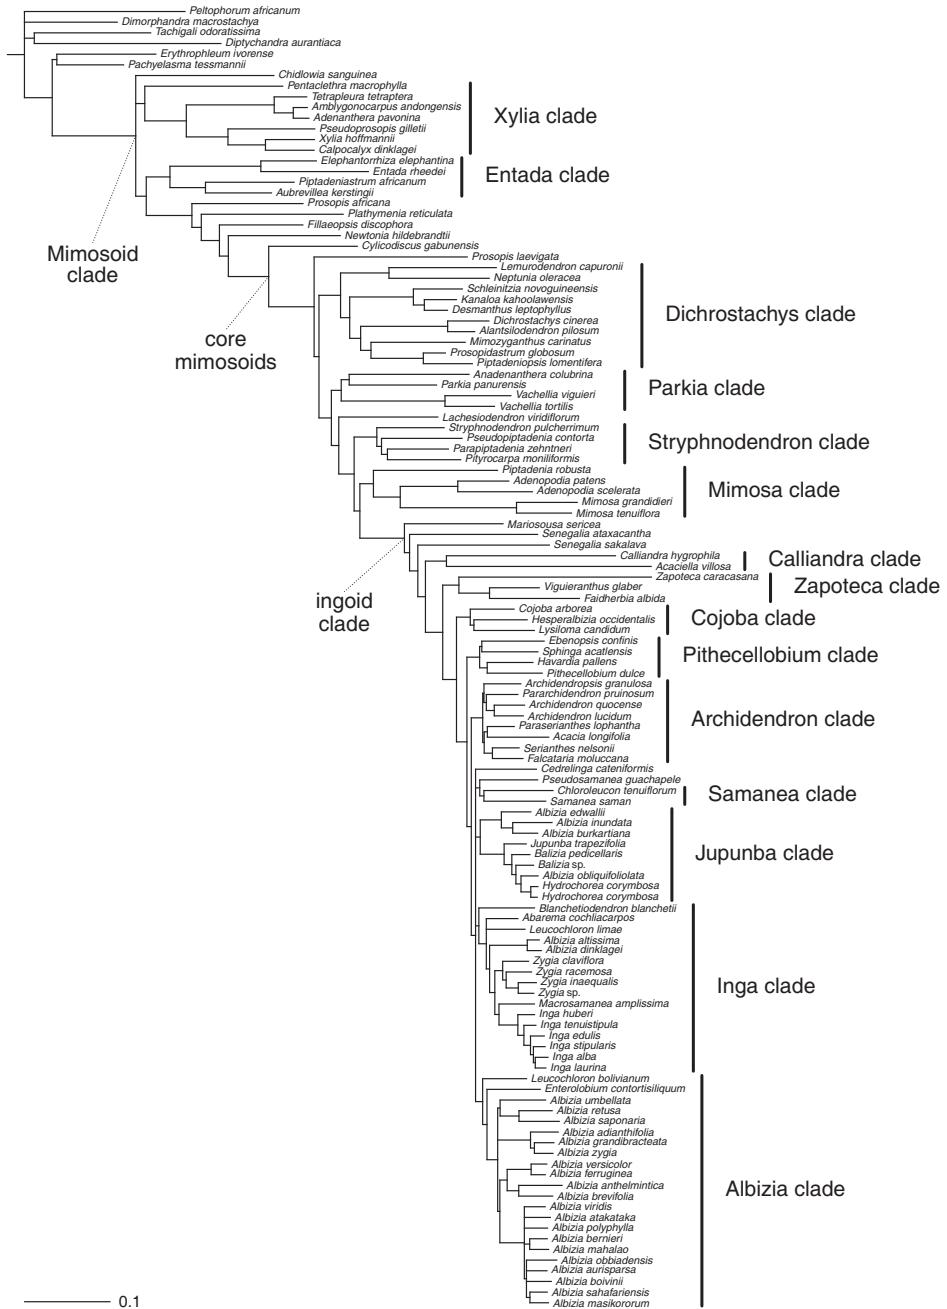 Peltophorum africanum
Dimorphandra macrostachya
Tachigali odoratissima
Diptychandra aurantiaca
Erythrophleum ivorense
Pachyelasma tessmannii
Chidlowia sanguinea
Pentaclethra macrophylla
Tetrapleura tetraptera
Amblygonocarpus andongensis
Adenanthera pavonina
Xylia clade
Pseudoprosopis gilletii
Xylia hoffmannii
Calpocalyx dinklagei
Elephantorrhiza elephantina
Entada rheedei
Entada clade
Piptadeniastrum africanum
Aubrevillea kerstingii
Prosopis africana
Plathymenia reticulata
Fillaeopsis discophora
Newtonia hildebrandtii
Cylicodiscus gabunensis
Mimosoid
clade
Prosopis laevigata
Lemurodendron capuronii
Neptunia oleracea
Schleinitzia novoguineensis
Kanaloa kahoolawensis
Desmanthus leptophyllus
Dichrostachys clade
Dichrostachys cinerea
Alantsilodendron pilosum
core
mimosoids
Mimozyganthus carinatus
Prosopidastrum globosum
Piptadeniopsis lomentifera
Anadenanthera colubrina
Parkia panurensis
Parkia clade
Vachellia viguieri
Vachellia tortilis
Lachesiodendron viridiflorum
Stryphnodendron pulcherrimum
Pseudopiptadenia contorta
Stryphnodendron clade
Parapiptadenia zehntneri
Pityrocarpa moniliformis
Piptadenia robusta
Adenopodia patens
Adenopodia scelerata
Mimosa clade
Mimosa grandidieri
Mimosa tenuiflora
Mariosousa sericea
Senegalia ataxacantha
Senegalia sakalava
Calliandra hygrophila
Calliandra clade
Acaciella villosa
Zapoteca caracasana
Zapoteca clade
Viguieranthus glaber
Faidherbia albida
ingoid
clade
Cojoba arborea
Hesperalbizia occidentalis
Cojoba clade
Lysiloma candidum
Ebenopsis confinis
Sphinga acatlensis
Pithecellobium clade
Havardia pallens
Pithecellobium dulce
Archidendropsis granulosa
Pararchidendron pruinosum
Archidendron quocense
Archidendron lucidum
Archidendron clade
Paraserianthes lophantha
Acacia longifolia
Serianthes nelsonii
Falcataria moluccana
Cedrelinga cateniformis
Pseudosamanea guachapele
Chloroleucon tenuiflorum
Samanea clade
Samanea saman
Albizia edwallii
Albizia inundata
Albizia burkartiana
Jupunba trapezifolia
Jupunba clade
Balizia pedicellaris
Balizia sp.
Albizia obliquifoliolata
Hydrochorea corymbosa
Hydrochorea corymbosa
Blanchetiodendron blanchetii
Abarema cochliacarpos
Leucochloron limae
Albizia altissima
Albizia dinklagei
Zygia claviflora
Zygia racemosa
Zygia inaequalis
Inga clade
Zygia sp.
Macrosamanea amplissima
Inga huberi
Inga tenuistipula
Inga edulis
Inga stipularis
Inga alba
Inga laurina
Leucochloron bolivianum
Enterolobium contortisiliquum
Albizia umbellata
Albizia retusa
Albizia saponaria
Albizia adianthifolia
Albizia grandibracteata
Albizia zygia
Albizia versicolor
Albizia ferruginea
Albizia anthelmintica
Albizia clade
Albizia brevifolia
Albizia viridis
Albizia atakataka
Albizia polyphylla
Albizia bernieri
Albizia mahalao
Albizia obbiadensis
Albizia aurisparsa
Albizia boivinii
Albizia sahafariensis
Albizia masikororum
0.1